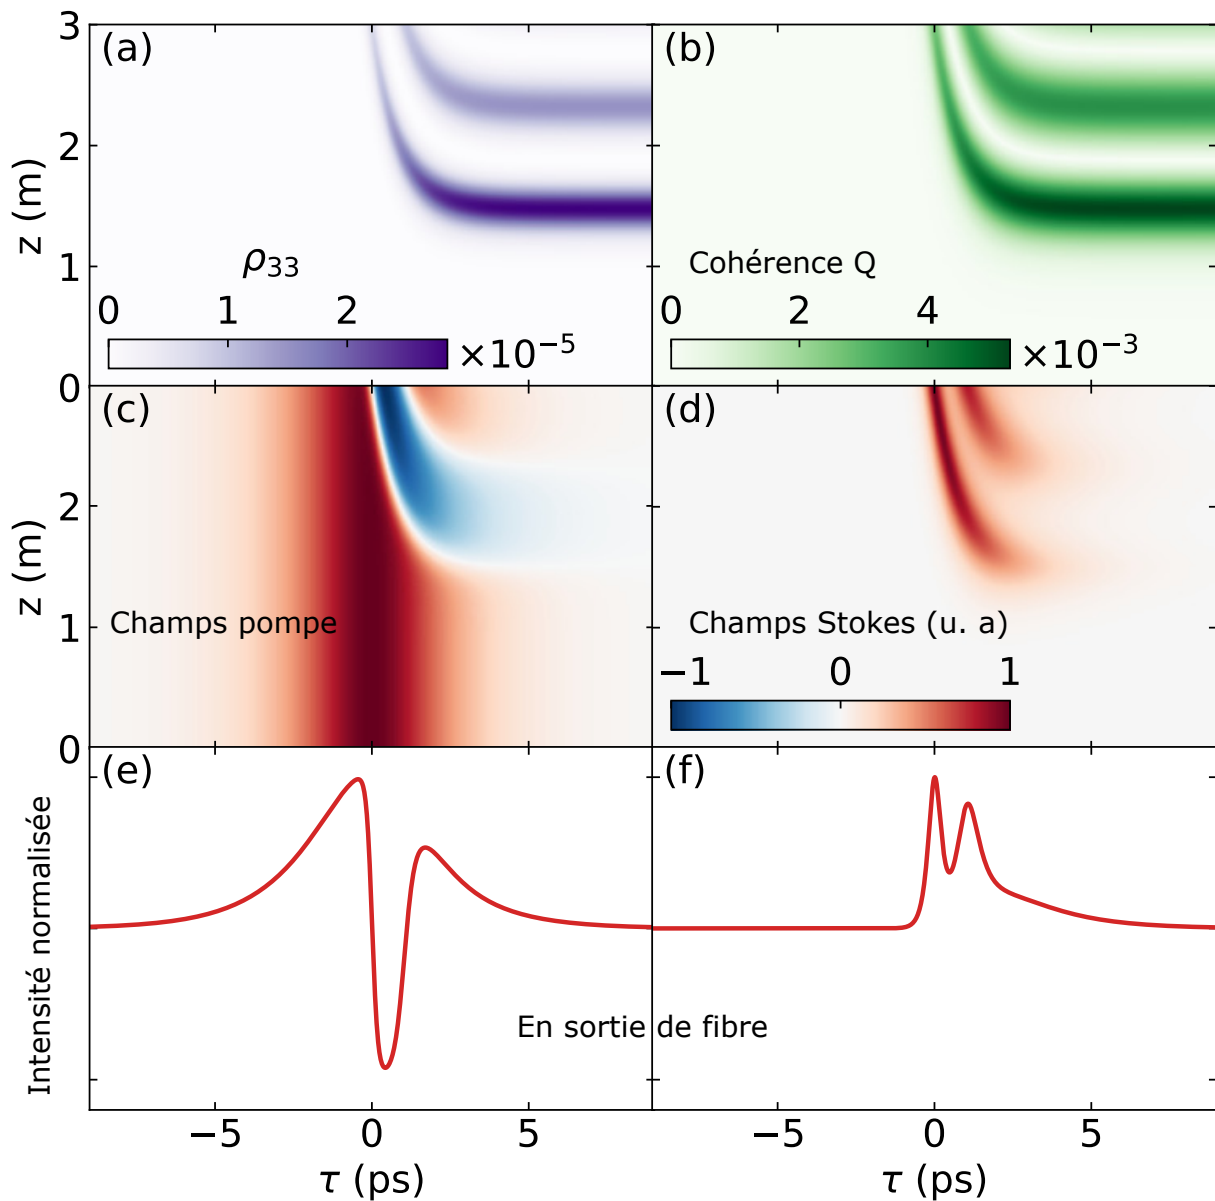 (a)
(b)
3
2
1
0
z (m)
ρ33
0 1 2
×10−5
Cohérence Q
0 2 4
×10−3
(c)
(d)
2
1
0
z (m)
Champs pompe
Champs Stokes (u. a)
−1 0 1
(e)
(f)
Intensité normalisée
En sortie de fibre
−5 0 5
−5 0 5
τ (ps)
τ (ps)